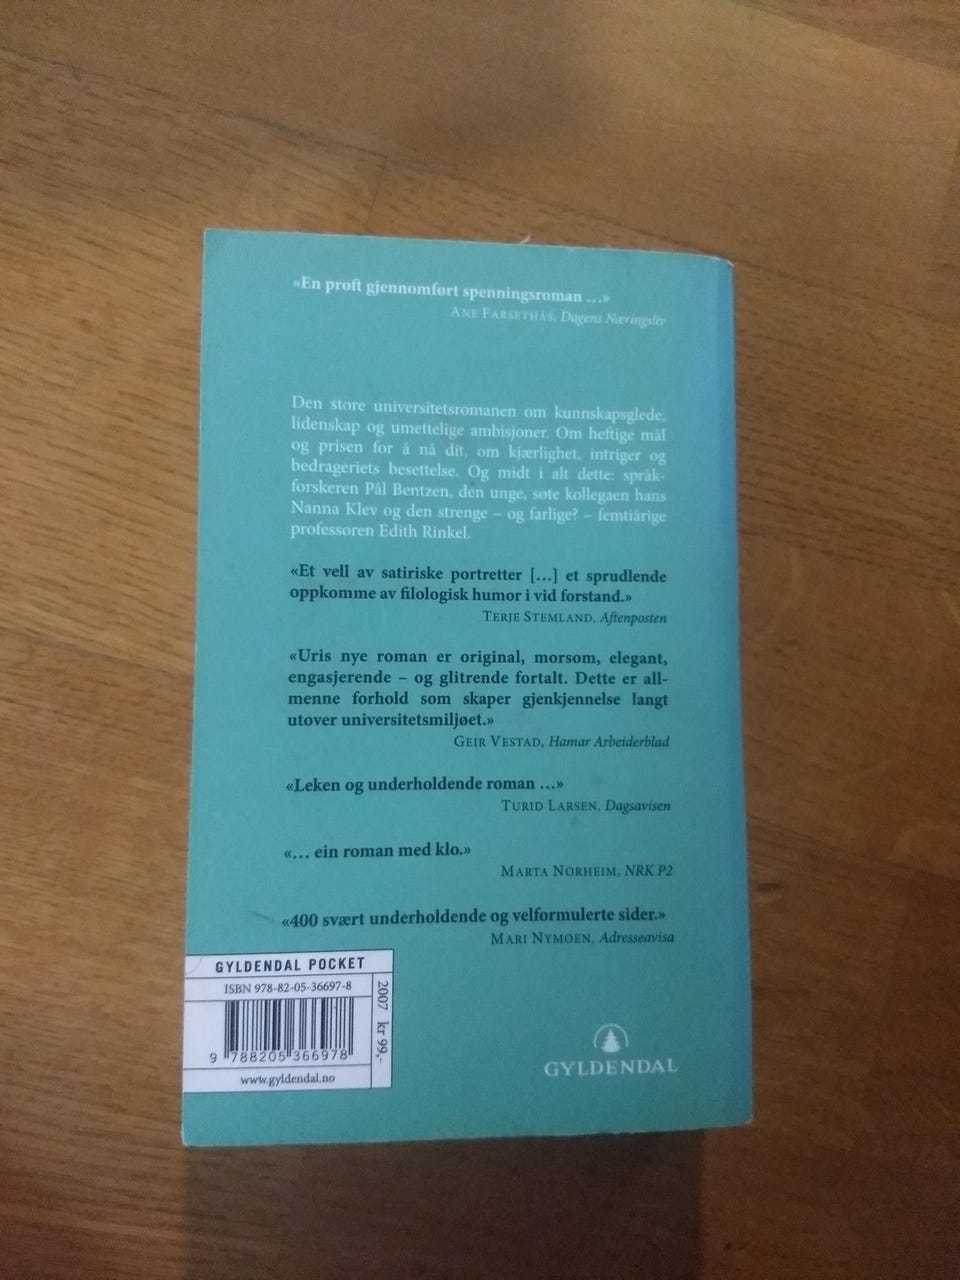 «En proft gjennomført spenningsroman ...»
ANE FARSETHÅS, Dagens Næringsliv
Den store universitetsromanen om kunnskapsglede,
lidenskap og umettelige ambisjoner. Om heftige mål
og prisen for å nå dit, om kjærlighet, intriger og
bedrageriets besettelse. Og midt i alt dette: språk-
forskeren Pål Bentzen, den unge, søte kollegaen hans
Nanna Klev og den strenge – og farlige? – femtiårige
professoren Edith Rinkel.
«Et vell av satiriske portretter [...] et sprudlende
oppkomme av filologisk humor i vid forstand.»
TERJE STEMLAND, Aftenposten
«Uris nye roman er original, morsom, elegant,
engasjerende – og glitrende fortalt. Dette er all-
menne forhold som skaper gjenkjennelse langt
utover universitetsmiljøet.»
GEIR VESTAD, Hamar Arbeiderblad
«Leken og underholdende roman ...»
TURID LARSEN, Dagsavisen
«... ein roman med klo.»
MARTA NORHEIM, NRK P2
«400 svært underholdende og velformulerte sider.»
MARI NYMOEN, Adresseavisa
GYLDENDAL POCKET
ISBN 978-82-05-36697-8
9 788205 366978
www.gyldendal.no
2007 kr 99,-
GYLDENDAL